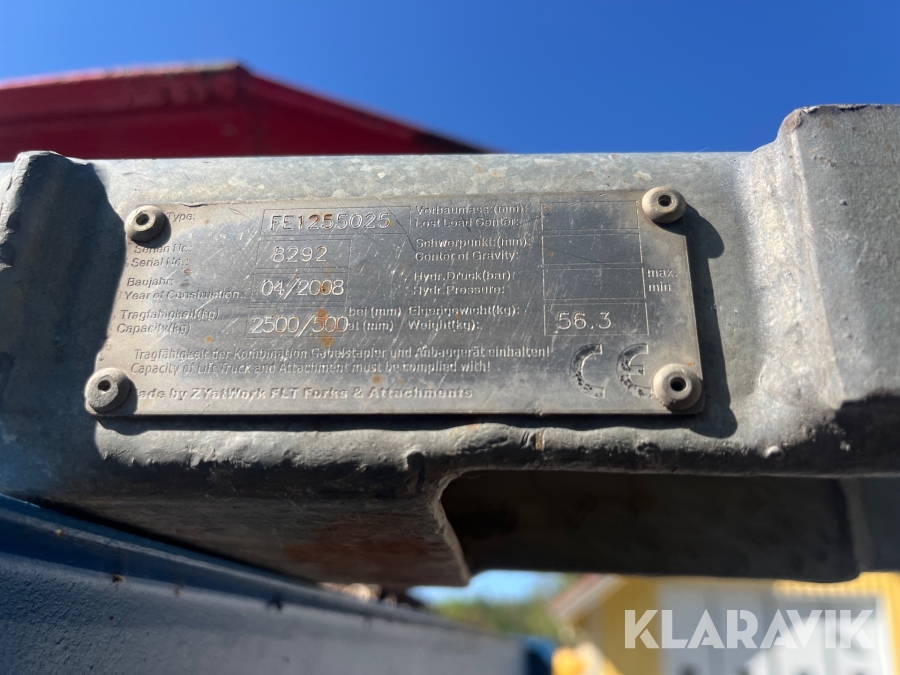 Type: FE1255025 Vorbaumass:(mm)
Lost Load Center:
Serien Nr.: 8292 Schwerpunkt:(mm)
Serial No.: Center of Gravity:
Baujahr: 04/2008 Hydr.Druck(bar) max.
Year of Construction.: Hydr.Pressure: min
Tragfähigkeit(kg) 2500/500 bei (mm) Eigengewicht(kg): 56.3
Capacity(kg) at (mm) Weight(kg):
Tragfähigkeit der Kombination Gabelstapler und Anbaugerät einhalten!
Capacity of Lift Truck and Attachment must be complied with!
CE
ade by ZYatWork FLT Forks & Attachments
KLARAVIK